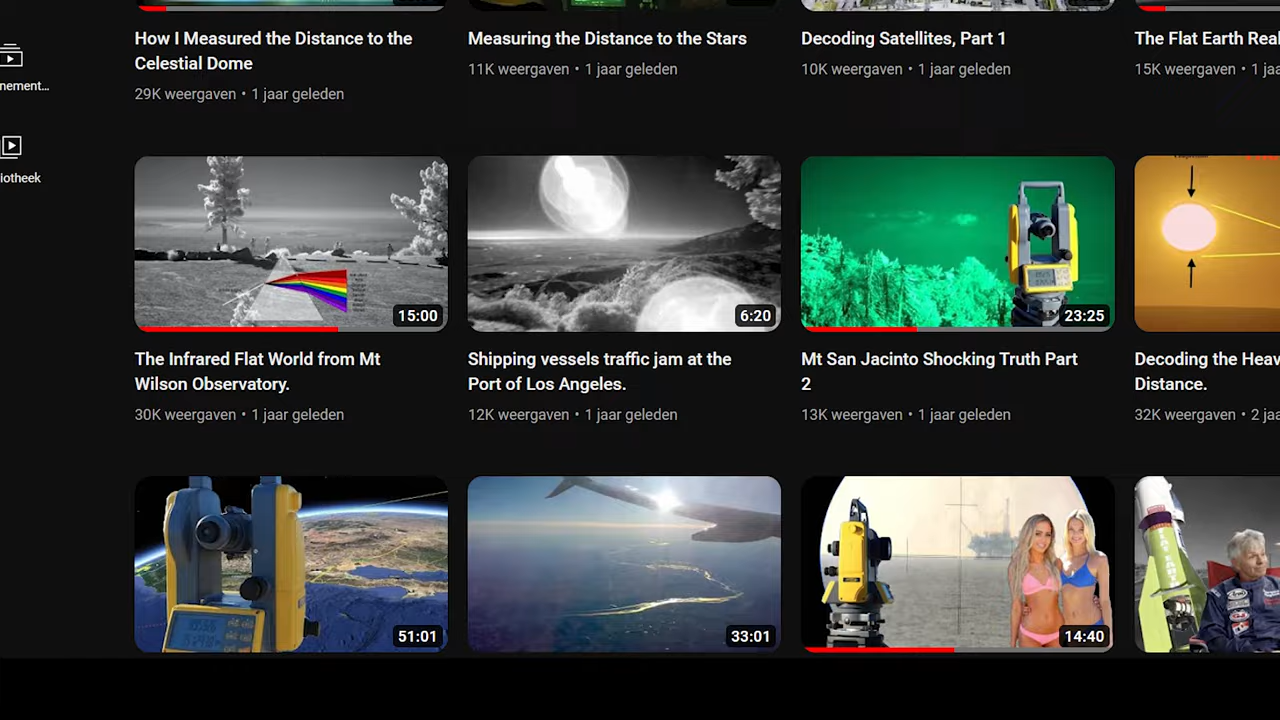 How I Measured the Distance to the
Celestial Dome
29K weergaven • 1 jaar geleden
Measuring the Distance to the Stars
11K weergaven • 1 jaar geleden
Decoding Satellites, Part 1
10K weergaven • 1 jaar geleden
The Flat Earth Real
15K weergaven • 1 ja
nement...
iotheek
15:00
6:20
23:25
The Infrared Flat World from Mt
Wilson Observatory.
30K weergaven • 1 jaar geleden
Shipping vessels traffic jam at the
Port of Los Angeles.
12K weergaven • 1 jaar geleden
Mt San Jacinto Shocking Truth Part
2
13K weergaven • 1 jaar geleden
Decoding the Heav
Distance.
32K weergaven • 2 jaa
51:01
33:01
14:40